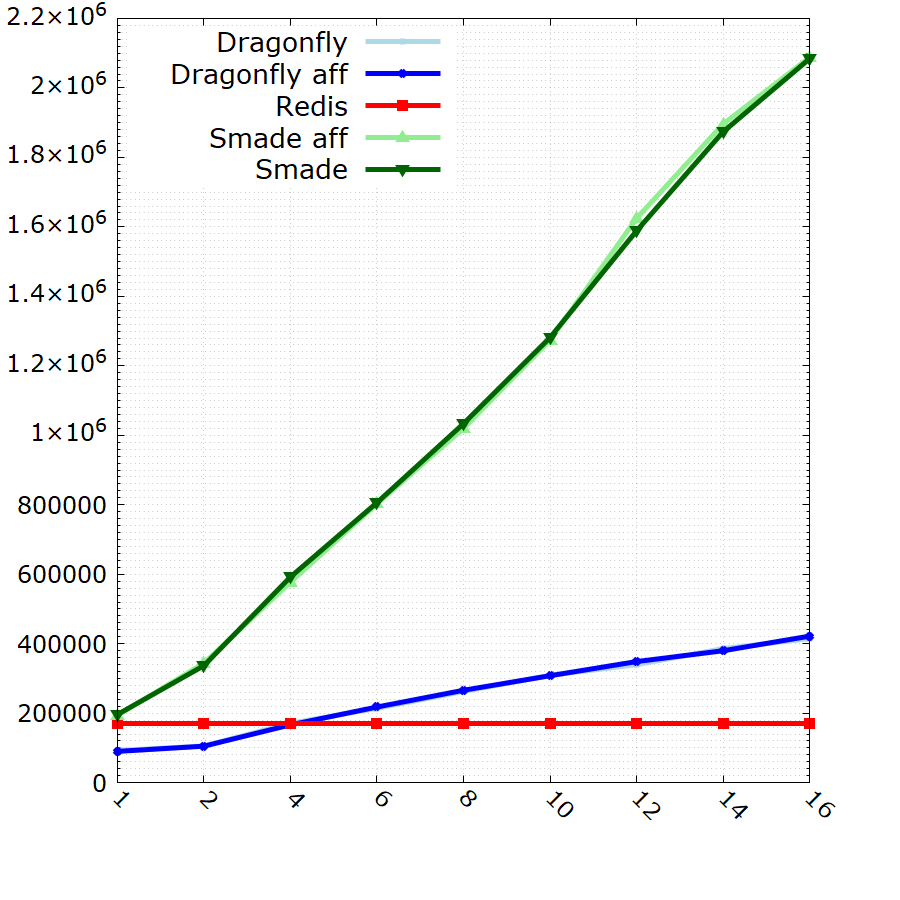 2.2×10⁶
2×10⁶
1.8×10⁶
1.6×10⁶
1.4×10⁶
1.2×10⁶
1×10⁶
800000
600000
400000
200000
0
Dragonfly
Dragonfly aff
Redis
Smade aff
Smade
1 2 4 6 8 10 12 14 16